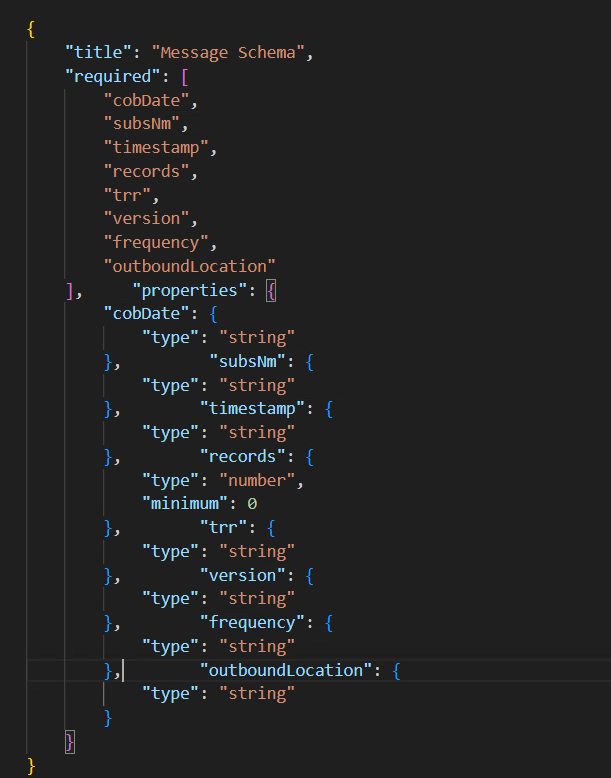 {
    "title": "Message Schema",
    "required": [
        "cobDate",
        "subsNm",
        "timestamp",
        "records",
        "trr",
        "version",
        "frequency",
        "outboundLocation"
    ],     "properties": {
        "cobDate": {
            "type": "string"
        },         "subsNm": {
            "type": "string"
        },        "timestamp": {
            "type": "string"
        },        "records": {
            "type": "number",
            "minimum": 0
        },        "trr": {
            "type": "string"
        },        "version": {
            "type": "string"
        },        "frequency": {
            "type": "string"
        },        "outboundLocation": {
            "type": "string"
        }
    }
}